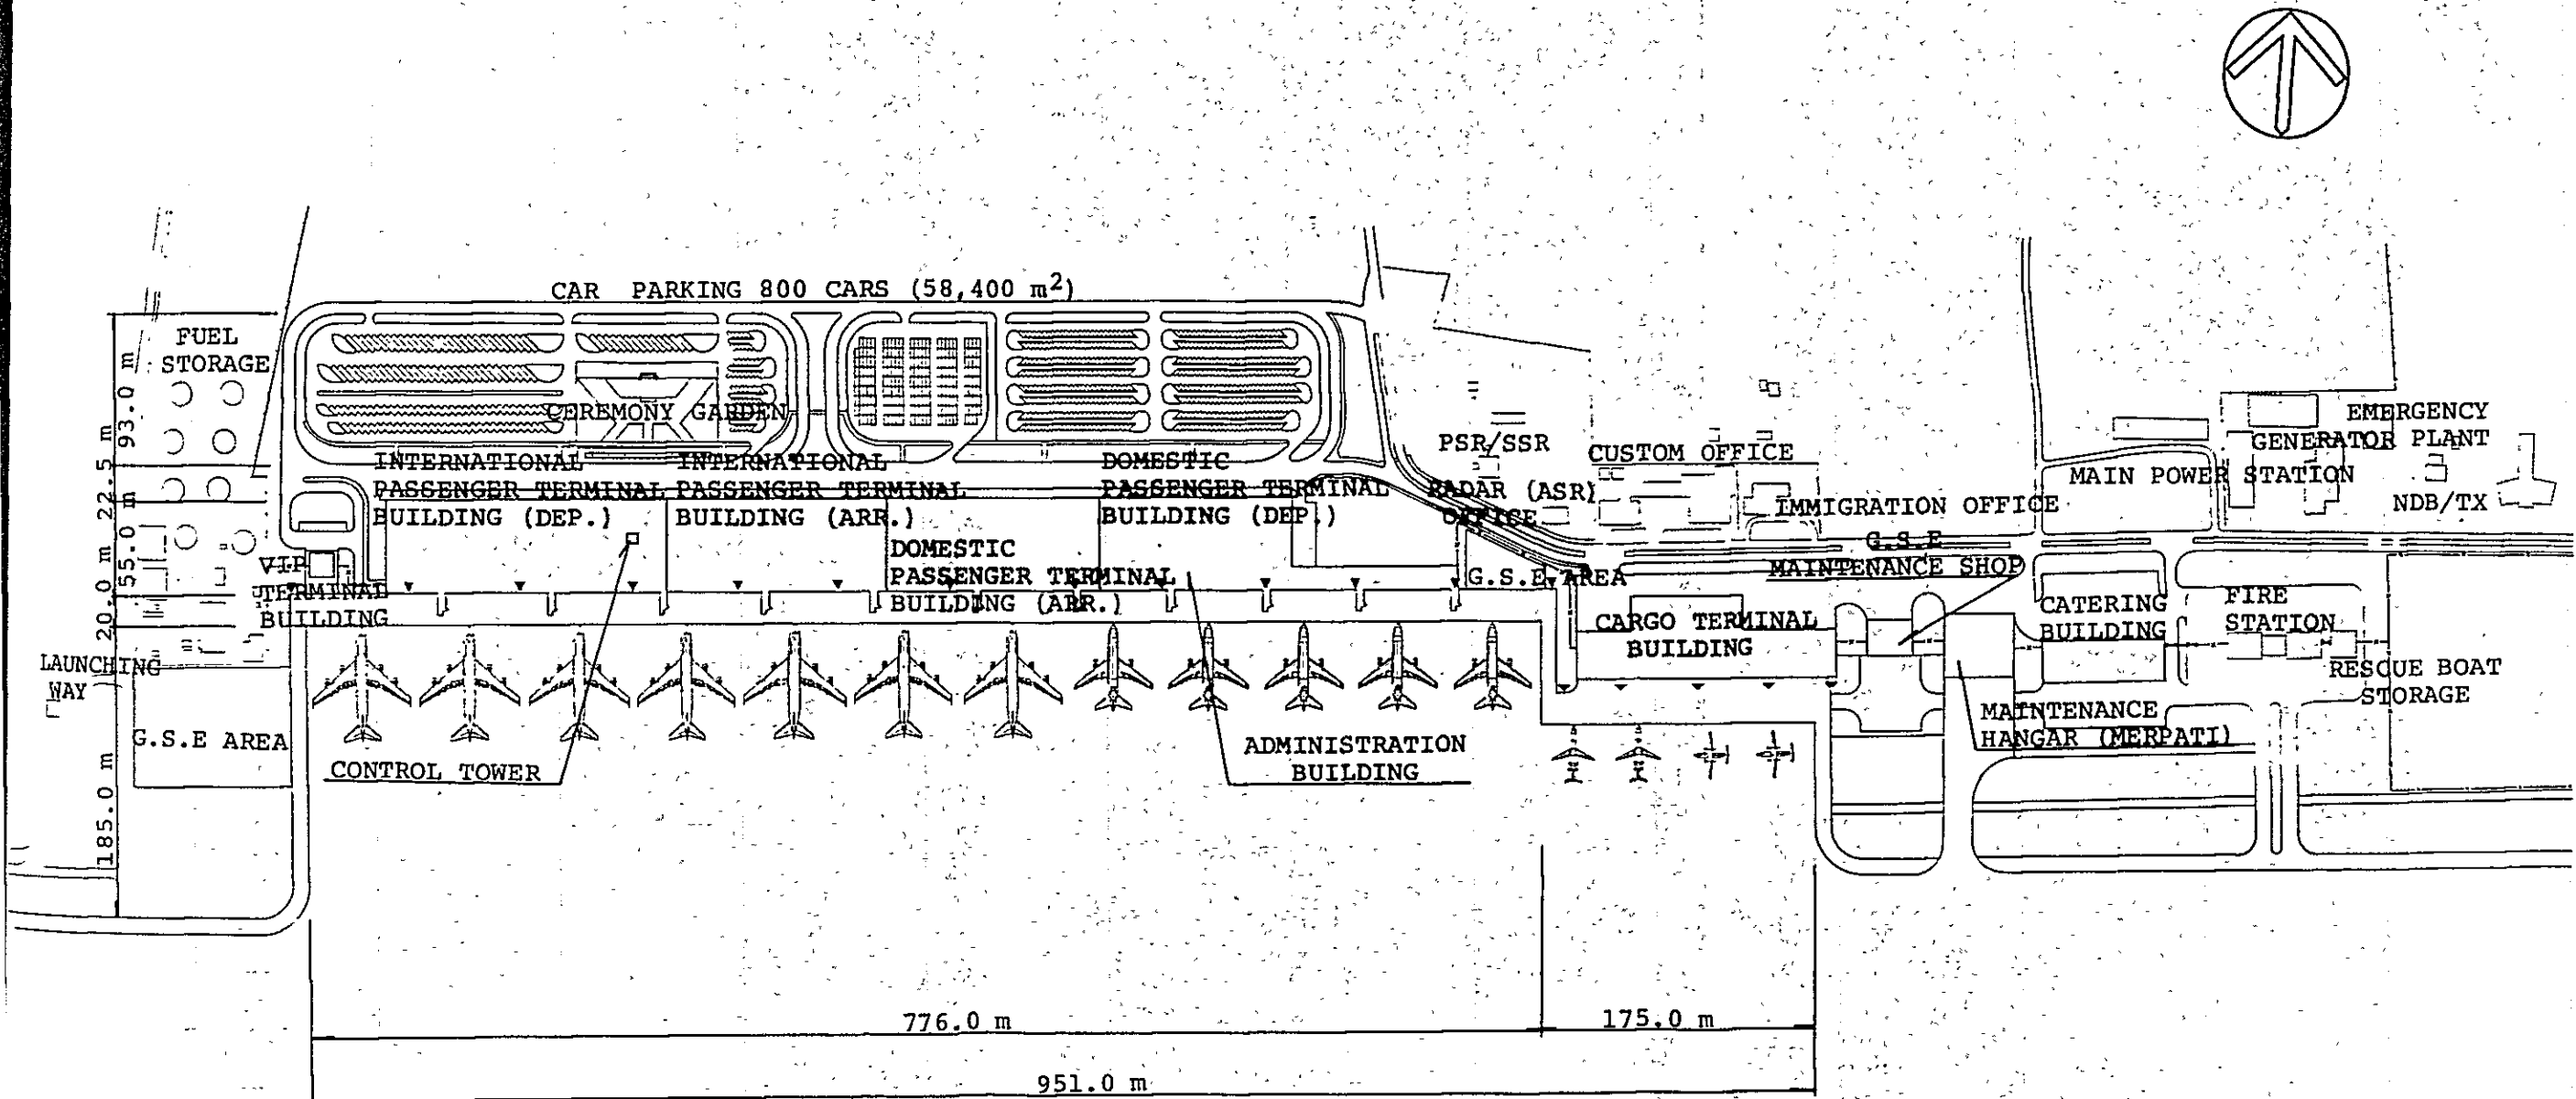 CAR PARKING 800 CARS (58,400 m²)
FUEL
STORAGE
93.0 m
22.5 m
55.0 m
20.0 m
185.0 m
CEREMONY GARDEN
INTERNATIONAL
PASSENGER TERMINAL
BUILDING (DEP.)
INTERNATIONAL
PASSENGER TERMINAL
BUILDING (ARR.)
DOMESTIC
PASSENGER TERMINAL
BUILDING (ARR.)
DOMESTIC
PASSENGER TERMINAL
BUILDING (DEP.)
PSR/SSR
RADAR (ASR)
OFFICE
CUSTOM OFFICE
IMMIGRATION OFFICE
MAIN POWER STATION
EMERGENCY
GENERATOR PLANT
NDB/TX
VIP
TERMINAL
BUILDING
G.S.E AREA
G.S.E
MAINTENANCE SHOP
CARGO TERMINAL
BUILDING
CATERING
BUILDING
FIRE
STATION
RESCUE BOAT
STORAGE
LAUNCHING
WAY
G.S.E AREA
CONTROL TOWER
ADMINISTRATION
BUILDING
MAINTENANCE
HANGAR (MERPATI)
776.0 m
175.0 m
951.0 m